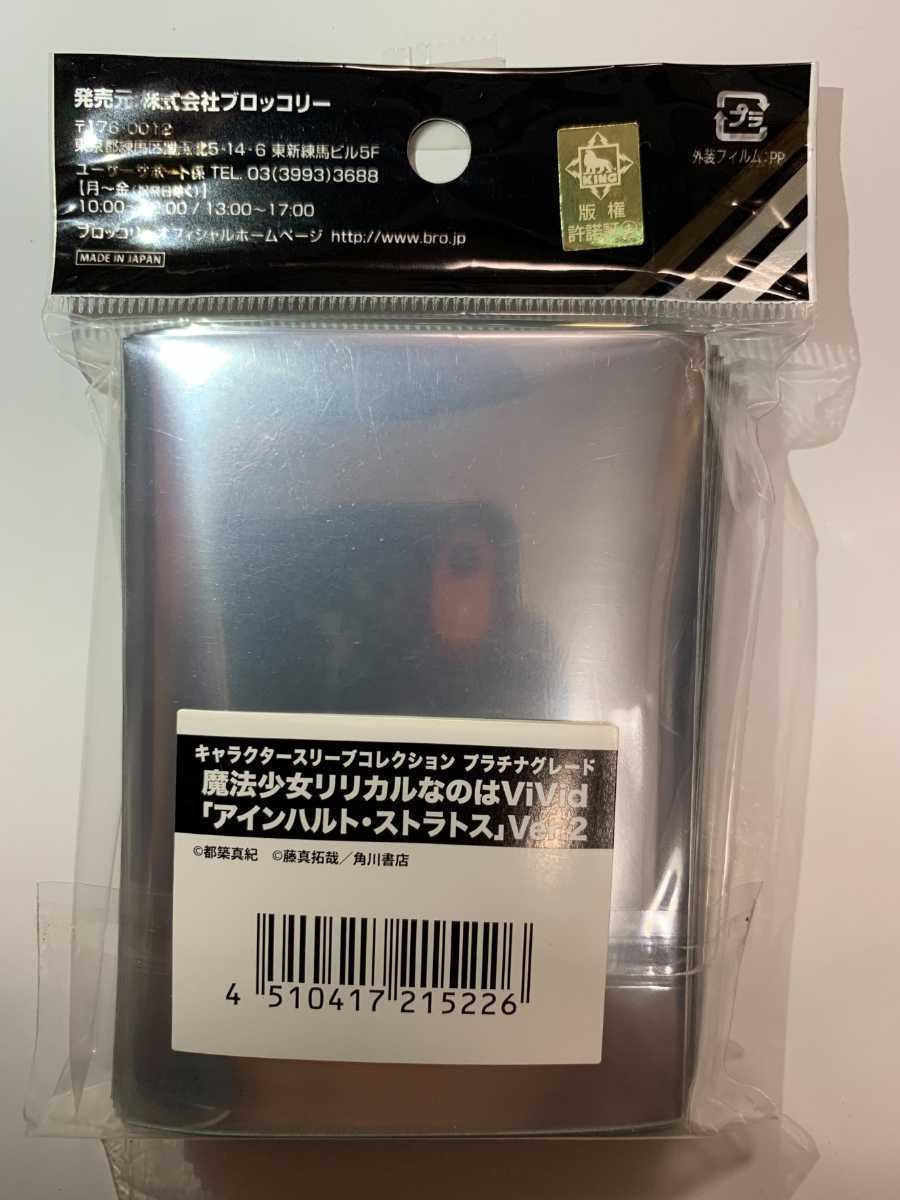 発売元 株式会社ブロッコリー
〒176-0012
東京都練馬区豊玉北5-14-6 東新練馬ビル5F
ユーザーサポート係 TEL. 03(3993)3688
【月〜金(祝祭日除く)】
10:00〜12:00 / 13:00〜17:00
ブロッコリーオフィシャルホームページ http://www.bro.jp
MADE IN JAPAN
KING
版権
許諾証
プラ
外装フィルム:PP
キャラクタースリーブコレクション プラチナグレード
魔法少女リリカルなのはViVid
「アインハルト・ストラトス」Ver.2
©都築真紀 ©藤真拓哉／角川書店
4 510417 215226